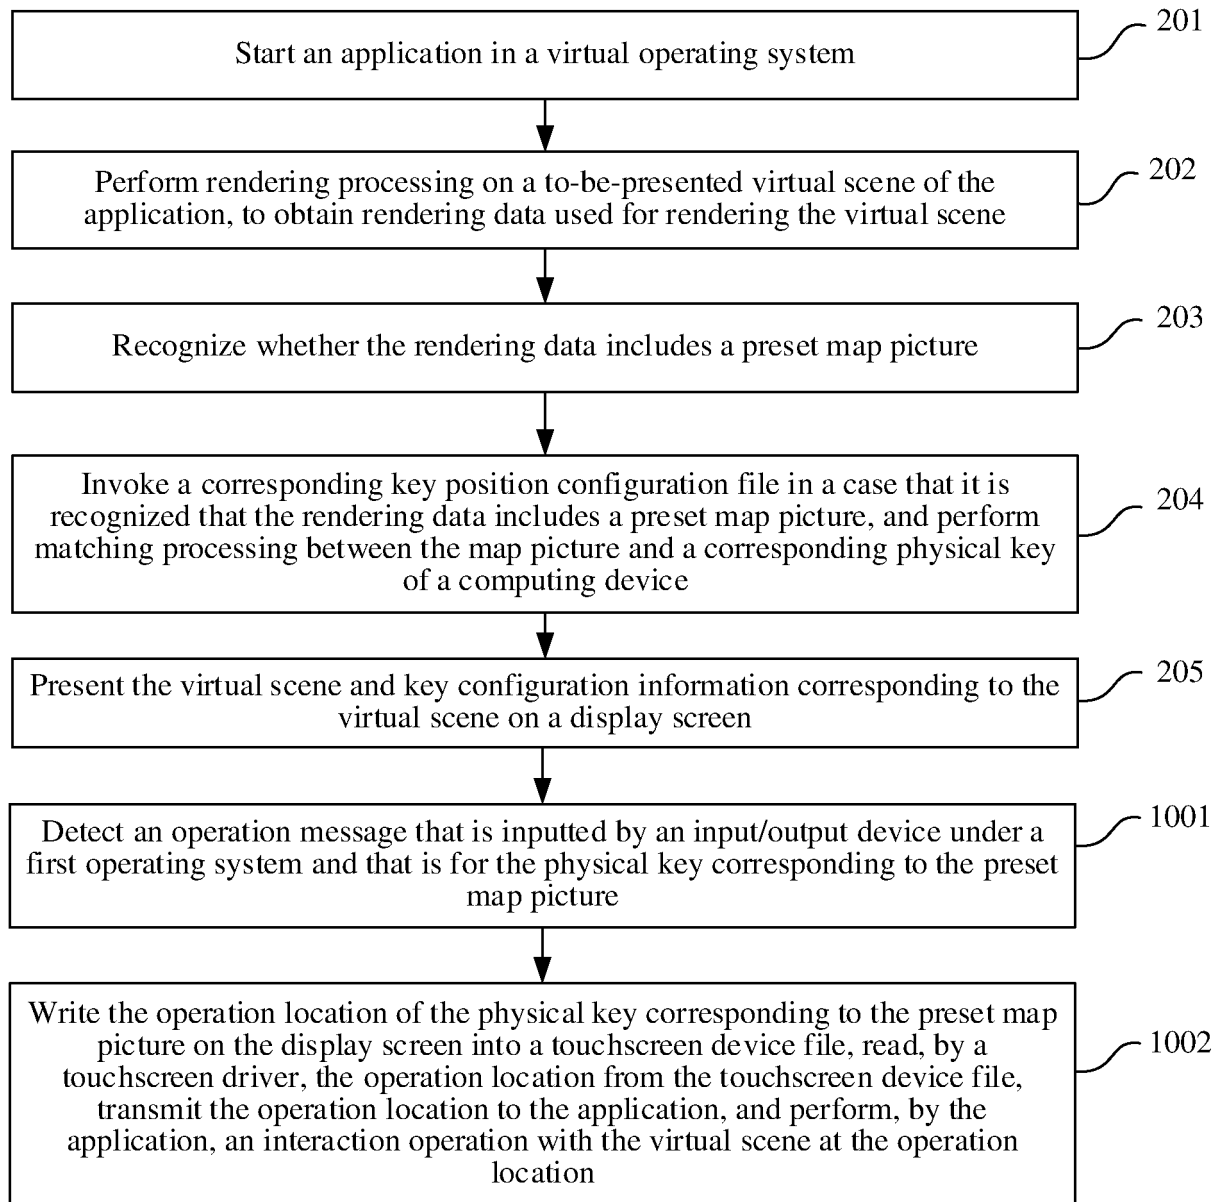 Start an application in a virtual operating system
201
Perform rendering processing on a to-be-presented virtual scene of the
application, to obtain rendering data used for rendering the virtual scene
202
Recognize whether the rendering data includes a preset map picture
203
Invoke a corresponding key position configuration file in a case that it is
recognized that the rendering data includes a preset map picture, and perform
matching processing between the map picture and a corresponding physical key
of a computing device
204
Present the virtual scene and key configuration information corresponding to the
virtual scene on a display screen
205
Detect an operation message that is inputted by an input/output device under a
first operating system and that is for the physical key corresponding to the preset
map picture
1001
Write the operation location of the physical key corresponding to the preset map
picture on the display screen into a touchscreen device file, read, by a
touchscreen driver, the operation location from the touchscreen device file,
transmit the operation location to the application, and perform, by the
application, an interaction operation with the virtual scene at the operation
location
1002